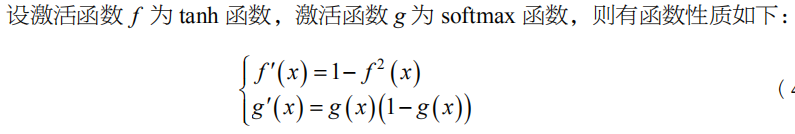 设激活函数 f 为 tanh 函数，激活函数 g 为 softmax 函数，则有函数性质如下：
f′(x)=1−f²(x)
g′(x)=g(x)(1−g(x))
（4